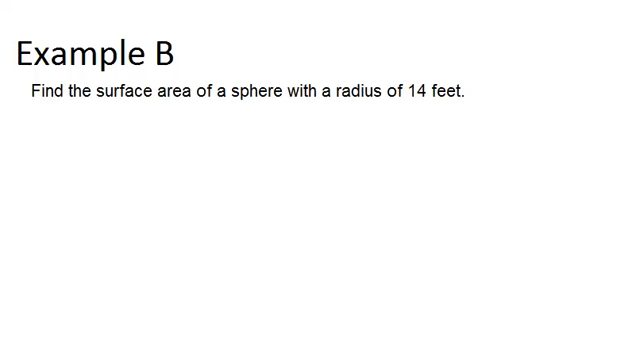 Example B
Find the surface area of a sphere with a radius of 14 feet.